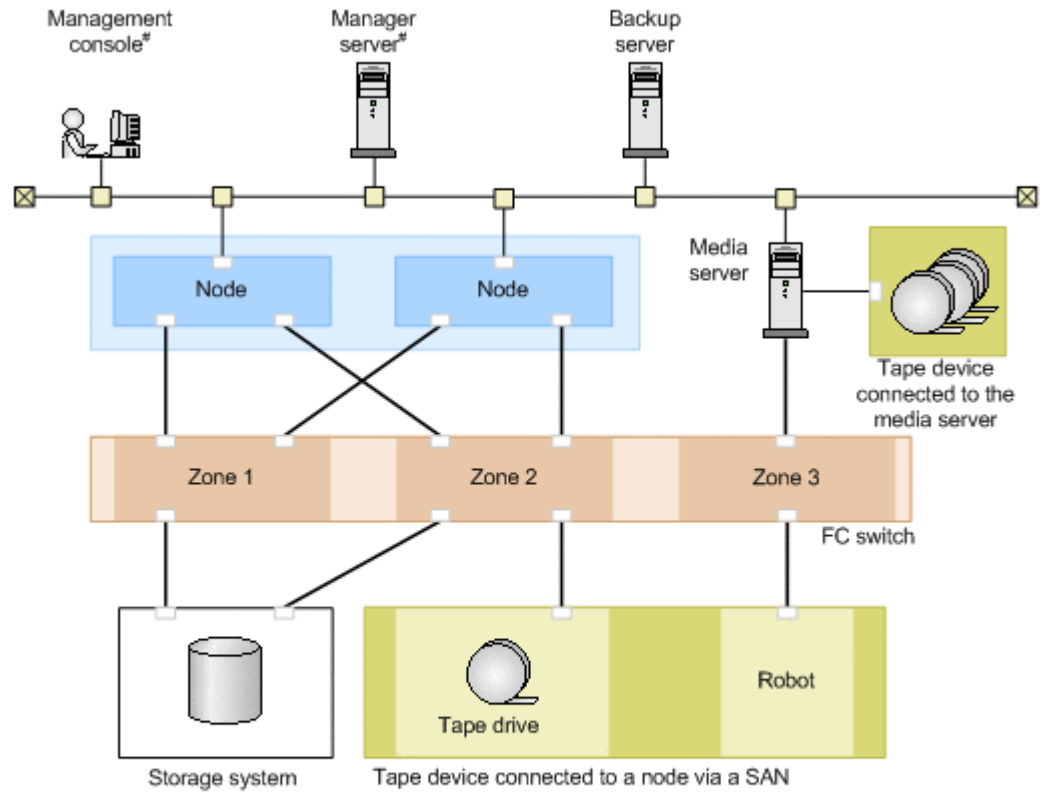 Management
console#
Manager
server#
Backup
server
Media
server
Node
Node
Tape device
connected to the
media server
Zone 1
Zone 2
Zone 3
FC switch
Tape drive
Robot
Storage system
Tape device connected to a node via a SAN